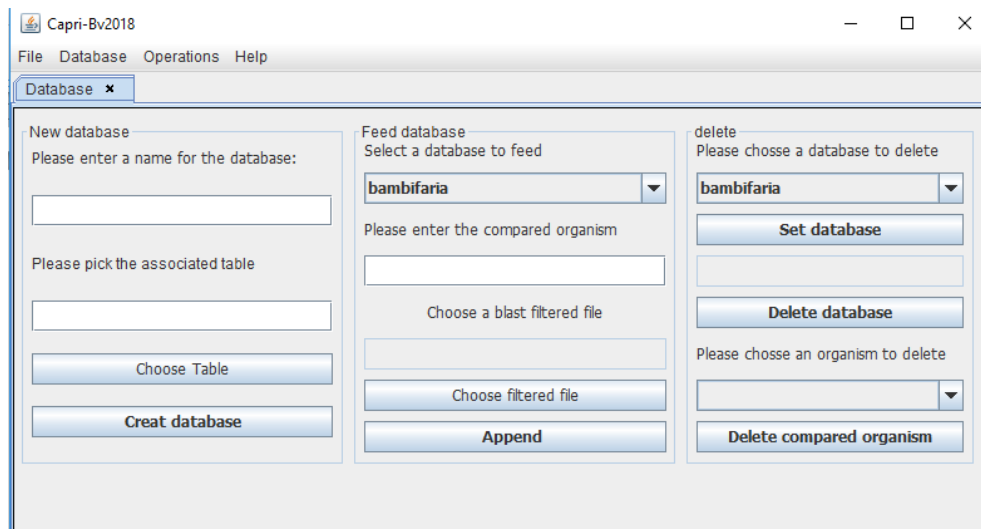 Capri-Bv2018
File Database Operations Help
Database
New database
Please enter a name for the database:
Please pick the associated table
Choose Table
Creat database
Feed database
Select a database to feed
bambifaria
Please enter the compared organism
Choose a blast filtered file
Choose filtered file
Append
delete
Please chosse a database to delete
bambifaria
Set database
Delete database
Please chosse an organism to delete
Delete compared organism